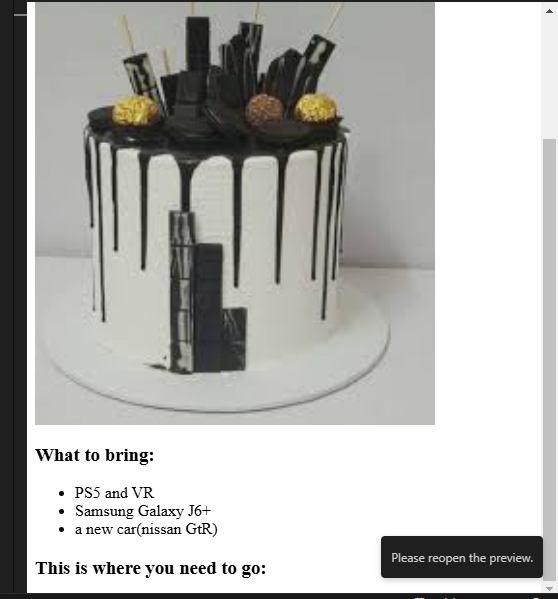 What to bring:
PS5 and VR
Samsung Galaxy J6+
a new car(nissan GtR)
This is where you need to go:
Please reopen the preview.